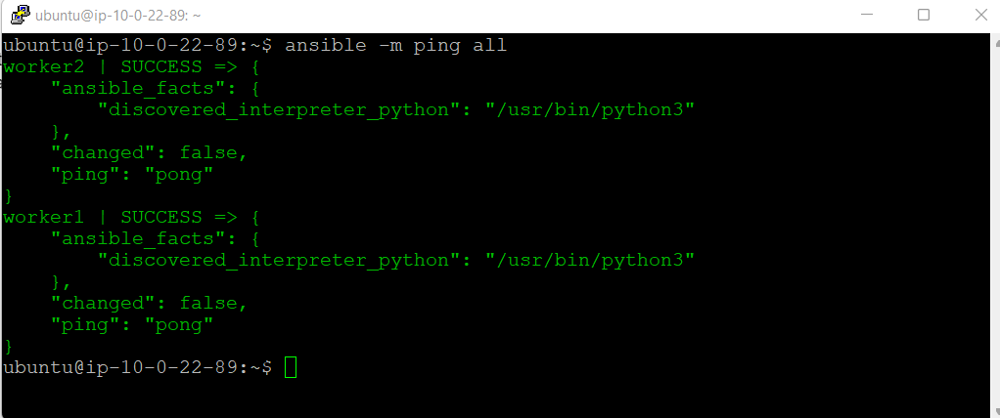 ubuntu@ip-10-0-22-89: ~
ubuntu@ip-10-0-22-89:~$ ansible -m ping all
worker2 | SUCCESS => {
    "ansible_facts": {
        "discovered_interpreter_python": "/usr/bin/python3"
    },
    "changed": false,
    "ping": "pong"
}
worker1 | SUCCESS => {
    "ansible_facts": {
        "discovered_interpreter_python": "/usr/bin/python3"
    },
    "changed": false,
    "ping": "pong"
}
ubuntu@ip-10-0-22-89:~$